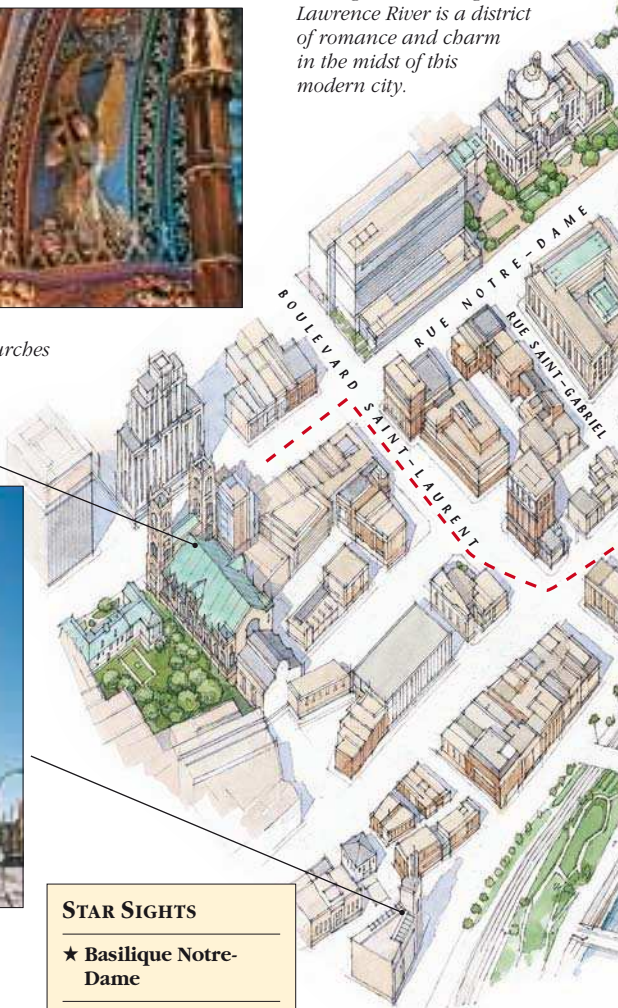 Lawrence River is a district
of romance and charm
in the midst of this
modern city.
RUE NOTRE-DAME
BOULEVARD SAINT-LAURENT
RUE SAINT-GABRIEL
STAR SIGHTS
★ Basilique Notre-
Dame